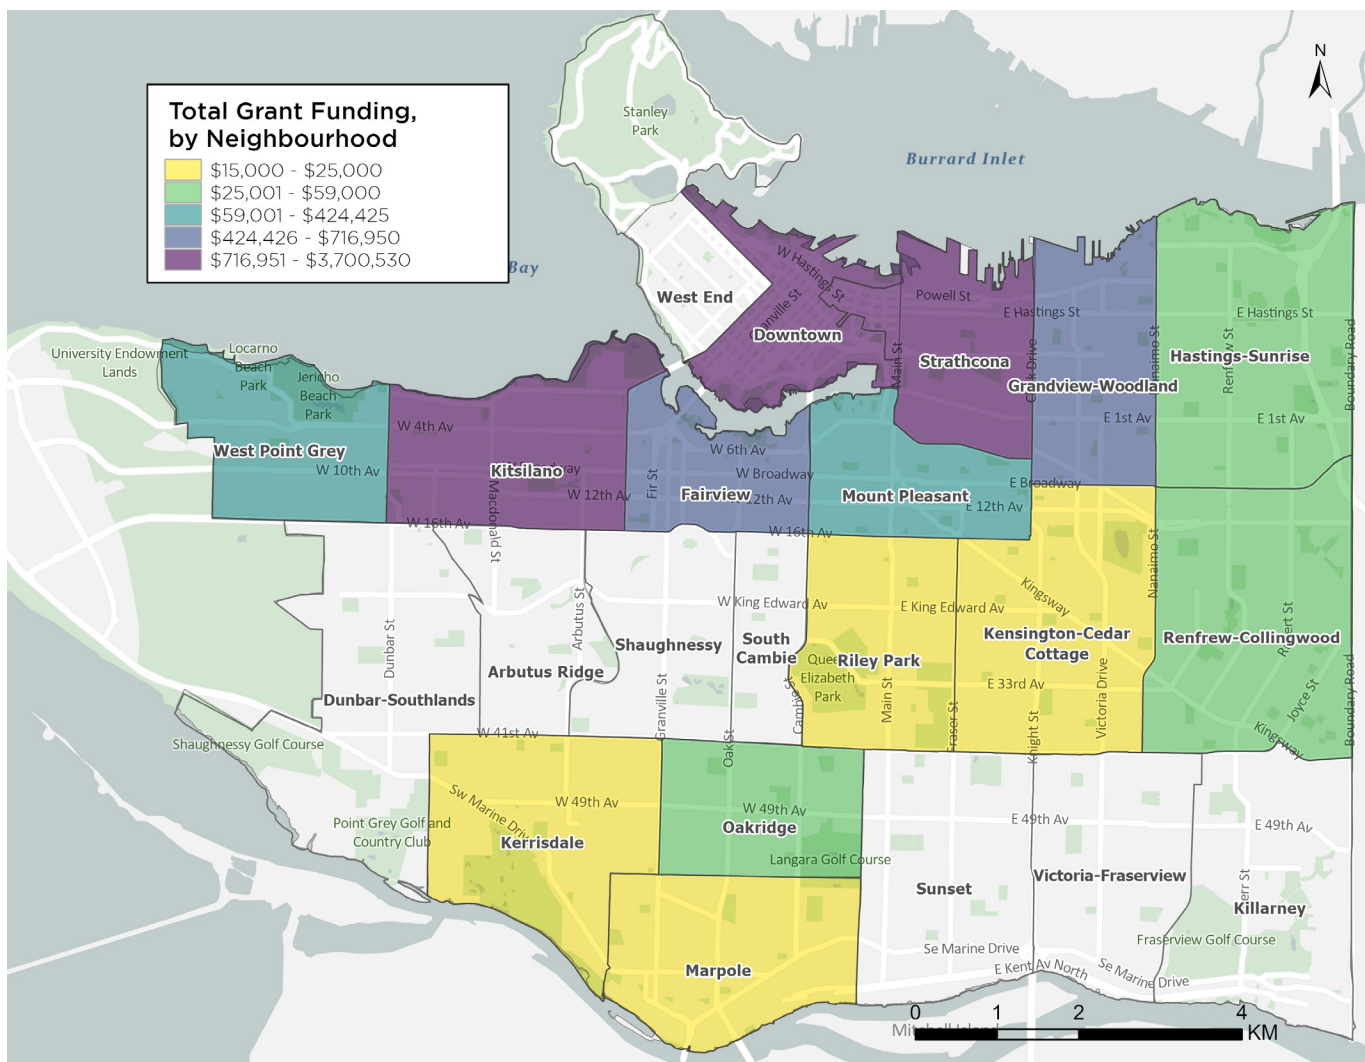 N
Stanley
Park
Burrard Inlet
Total Grant Funding,
by Neighbourhood
$15,000 - $25,000
$25,001 - $59,000
$59,001 - $424,425
$424,426 - $716,950
$716,951 - $3,700,530
Bay
W Hastings St
West End
Powell St
E Hastings St
E Hastings St
Downtown
Main St
Strathcona
Hastings-Sunrise
Renfrew St
Boundary Road
University Endowment
Lands
Locarno
Beach
Park
Jericho
Beach
Park
Grandview-Woodland
E 1st Av
E 1st Av
W 4th Av
West Point Grey
W 10th Av
Kitsilano
W 12th Av
Macdonald St
Fir St
W 6th Av
W Broadway
Fairview
12th Av
Mount Pleasant
E Broadway
E 12th Av
W 16th Av
W 16th Av
Nanaimo St
Kingsway
W King Edward Av
E King Edward Av
Arbutus St
Dunbar St
Shaughnessy
South
Cambie
Kensington-Cedar
Cottage
Renfrew-Collingwood
Riley Park
Elizabeth
Park
Arbutus Ridge
E 33rd Av
Victoria Drive
Main St
Fraser St
Knight St
Joyce St
Kingsway
Boundary Road
Dunbar-Southlands
Granville St
Oak St
W 41st Av
Shaughnessy Golf Course
Sw Marine Drive
W 49th Av
W 49th Av
Oakridge
E 49th Av
E 49th Av
Point Grey Golf and
Country Club
Kerrisdale
Langara Golf Course
Sunset
Victoria-Fraserview
Killarney
Fraserview Golf Course
Se Marine Drive
Marpole
E Kent Av North
Se Marine Drive
0 1 2 4
KM